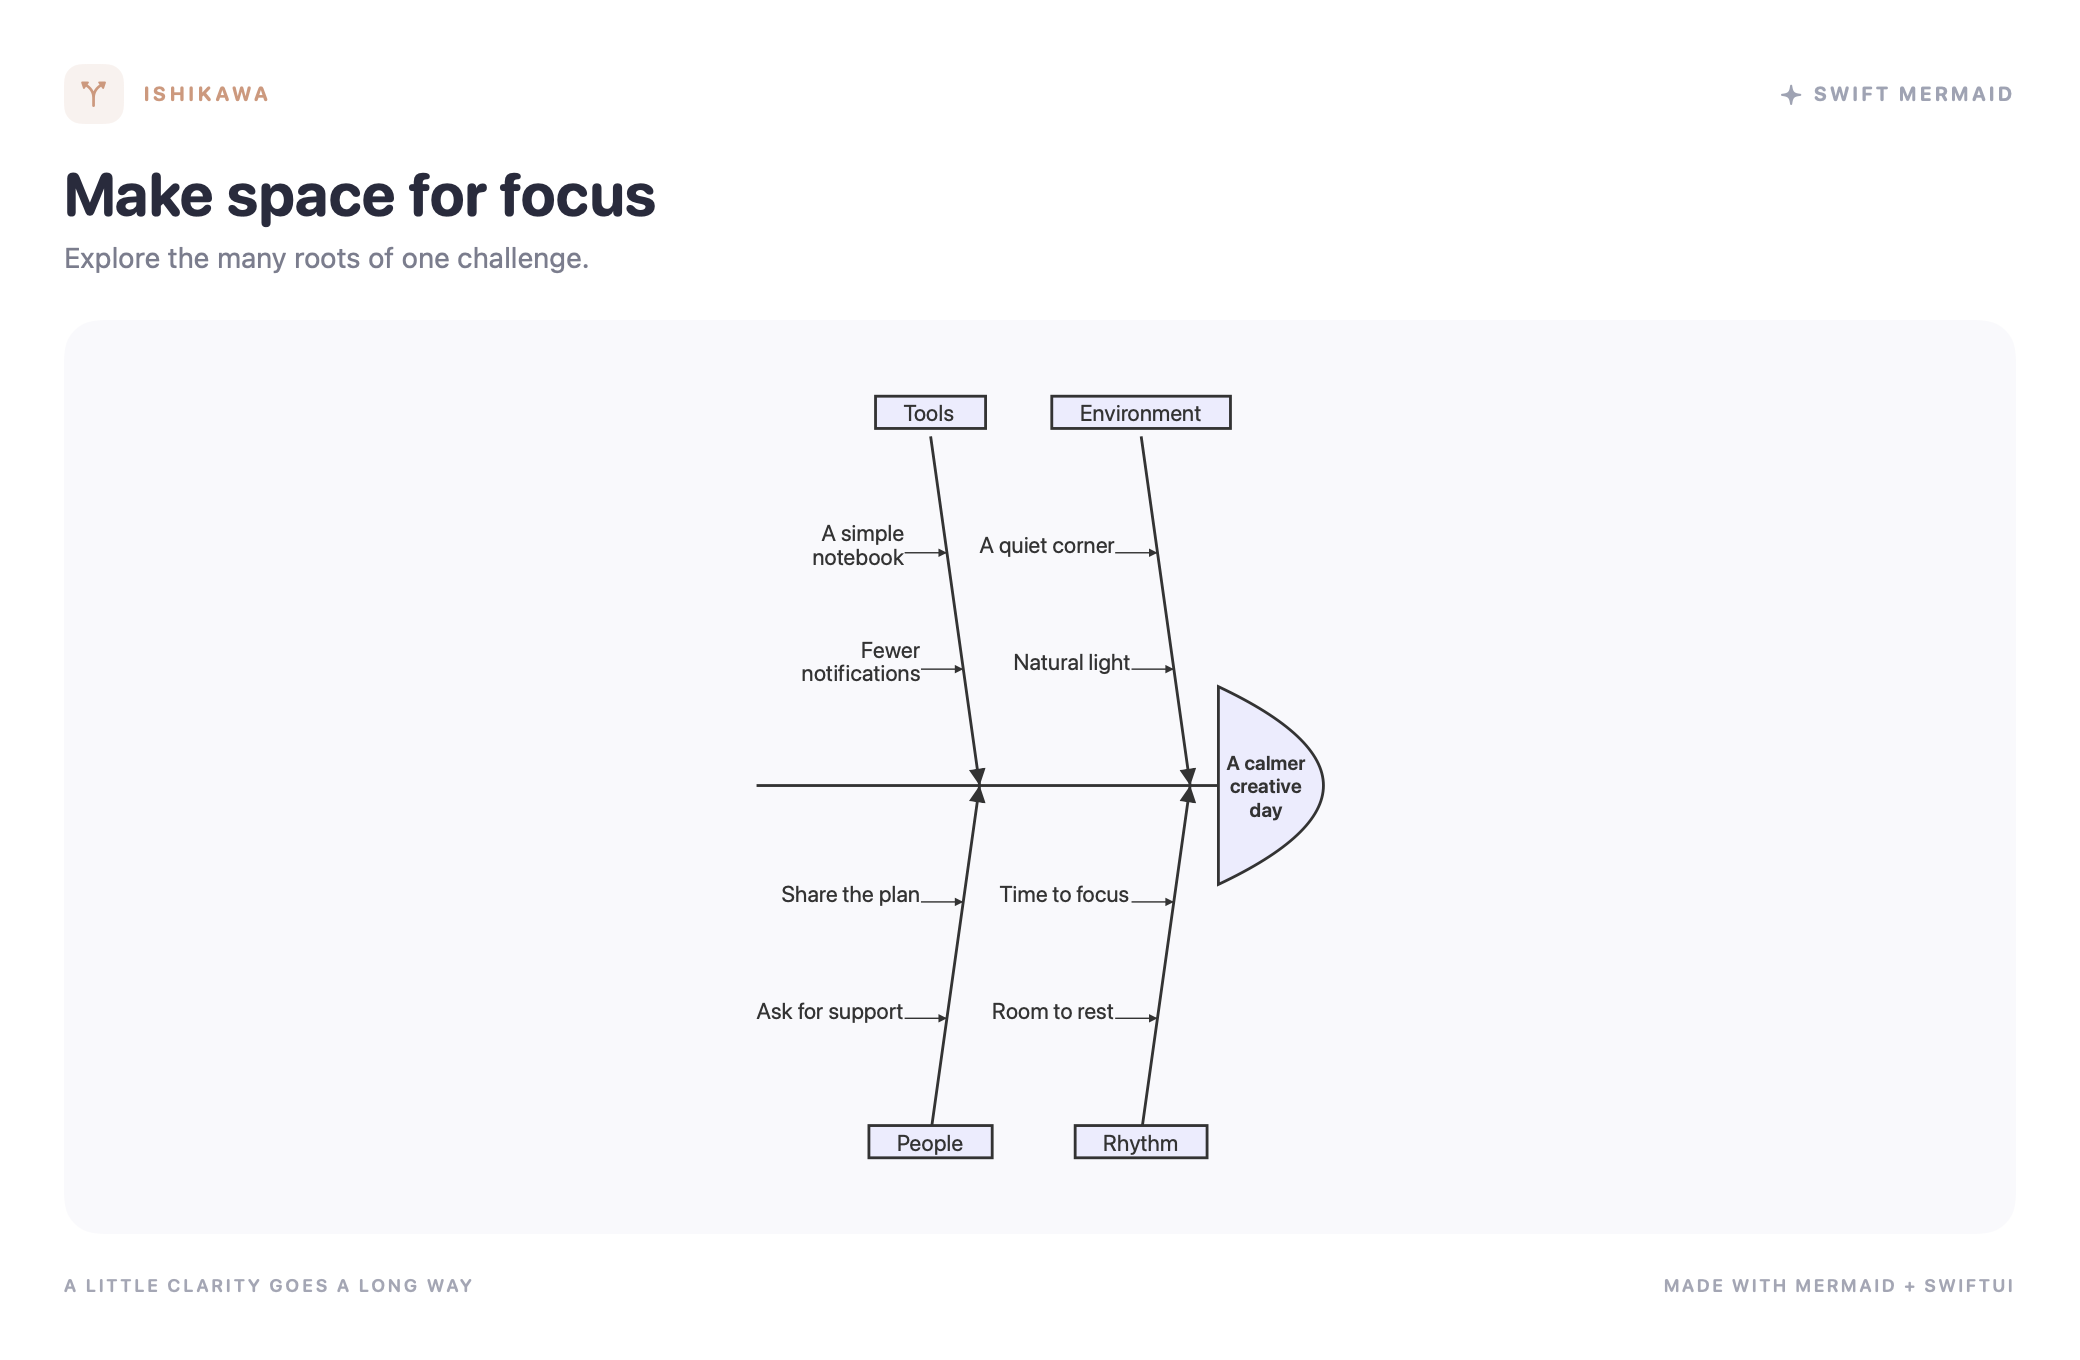 ISHIKAWA
SWIFT MERMAID
Make space for focus
Explore the many roots of one challenge.
Tools
Environment
A simple
notebook
A quiet corner
Fewer
notifications
Natural light
A calmer
creative
day
Share the plan
Time to focus
Ask for support
Room to rest
People
Rhythm
A LITTLE CLARITY GOES A LONG WAY
MADE WITH MERMAID + SWIFTUI